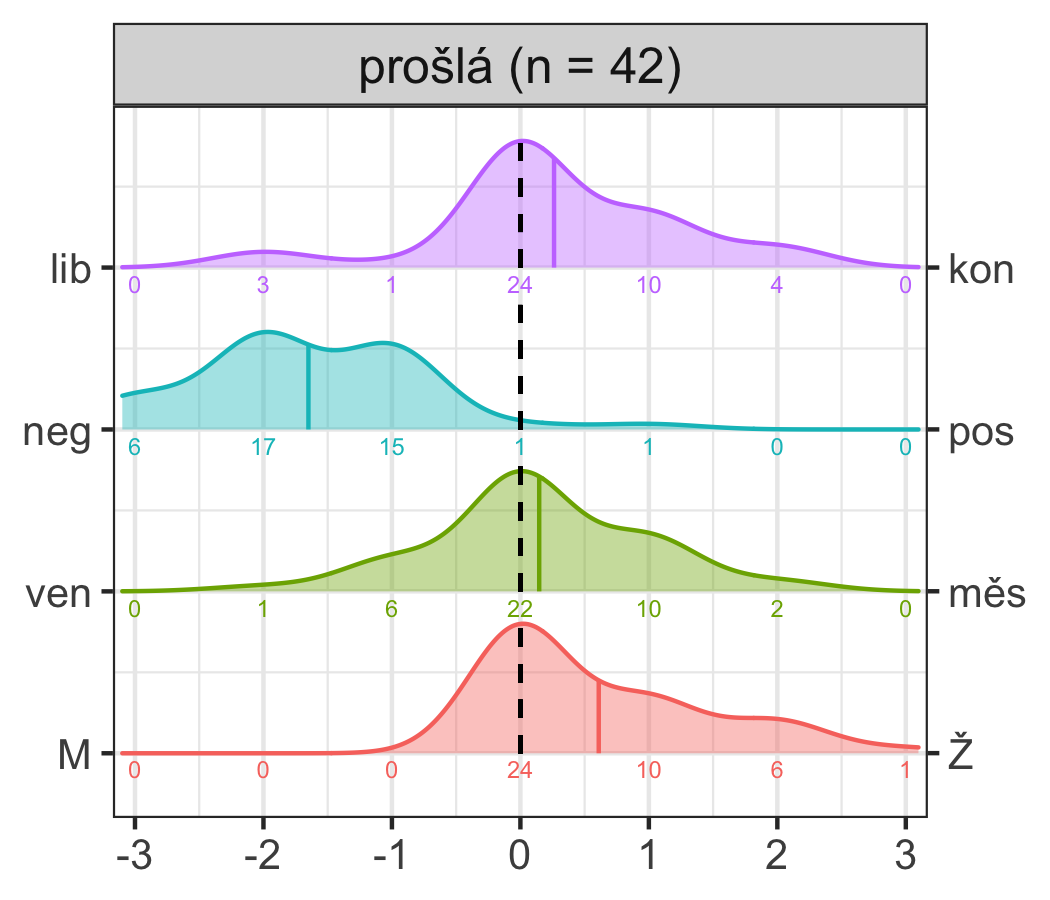 prošlá (n = 42)
lib kon
0 3 1 24 10 4 0
neg pos
6 17 15 1 1 0 0
ven měs
0 1 6 22 10 2 0
M Ž
0 0 0 24 10 6 1
-3 -2 -1 0 1 2 3